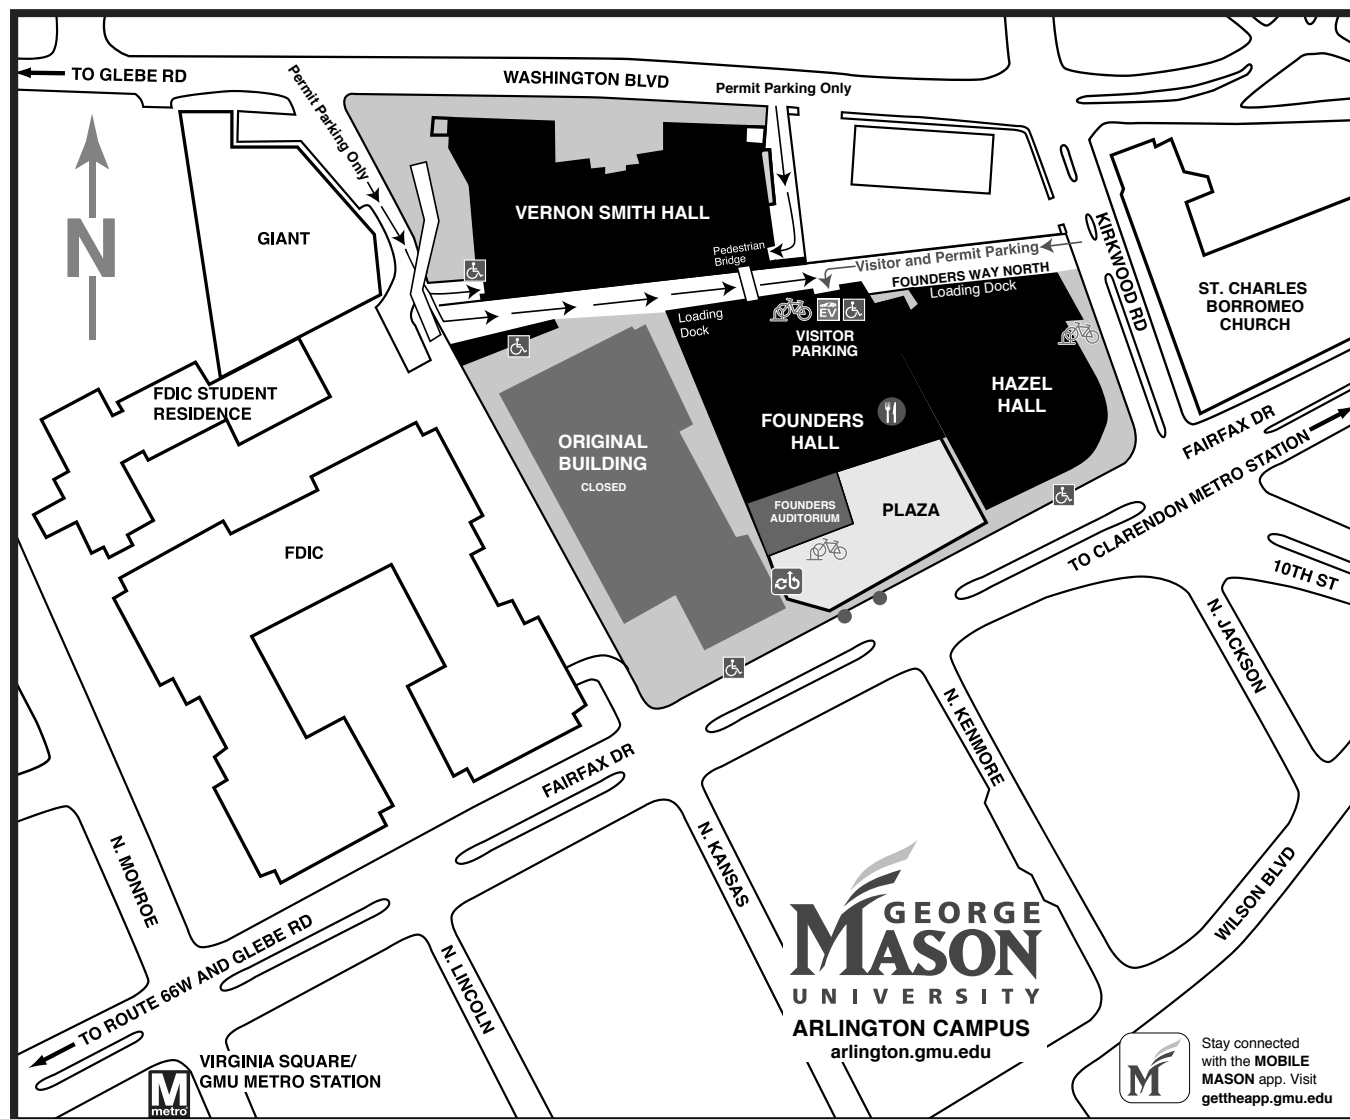 TO GLEBE RD
WASHINGTON BLVD
Permit Parking Only
Permit Parking Only
N
GIANT
VERNON SMITH HALL
Pedestrian
Bridge
Visitor and Permit Parking
FOUNDERS WAY NORTH
Loading Dock
KIRKWOOD RD
ST. CHARLES
BORROMEO
CHURCH
Loading
Dock
EV
VISITOR
PARKING
FDIC STUDENT
RESIDENCE
HAZEL
HALL
FOUNDERS
HALL
ORIGINAL
BUILDING
CLOSED
FAIRFAX DR
TO CLARENDON METRO STATION
FOUNDERS
AUDITORIUM
PLAZA
FDIC
10TH ST
N. JACKSON
N. KENMORE
FAIRFAX DR
N. KANSAS
N. MONROE
WILSON BLVD
TO ROUTE 66W AND GLEBE RD
N. LINCOLN
GEORGE
MASON
UNIVERSITY
ARLINGTON CAMPUS
arlington.gmu.edu
VIRGINIA SQUARE/
GMU METRO STATION
M
metro
M
Stay connected
with the MOBILE
MASON app. Visit
gettheapp.gmu.edu